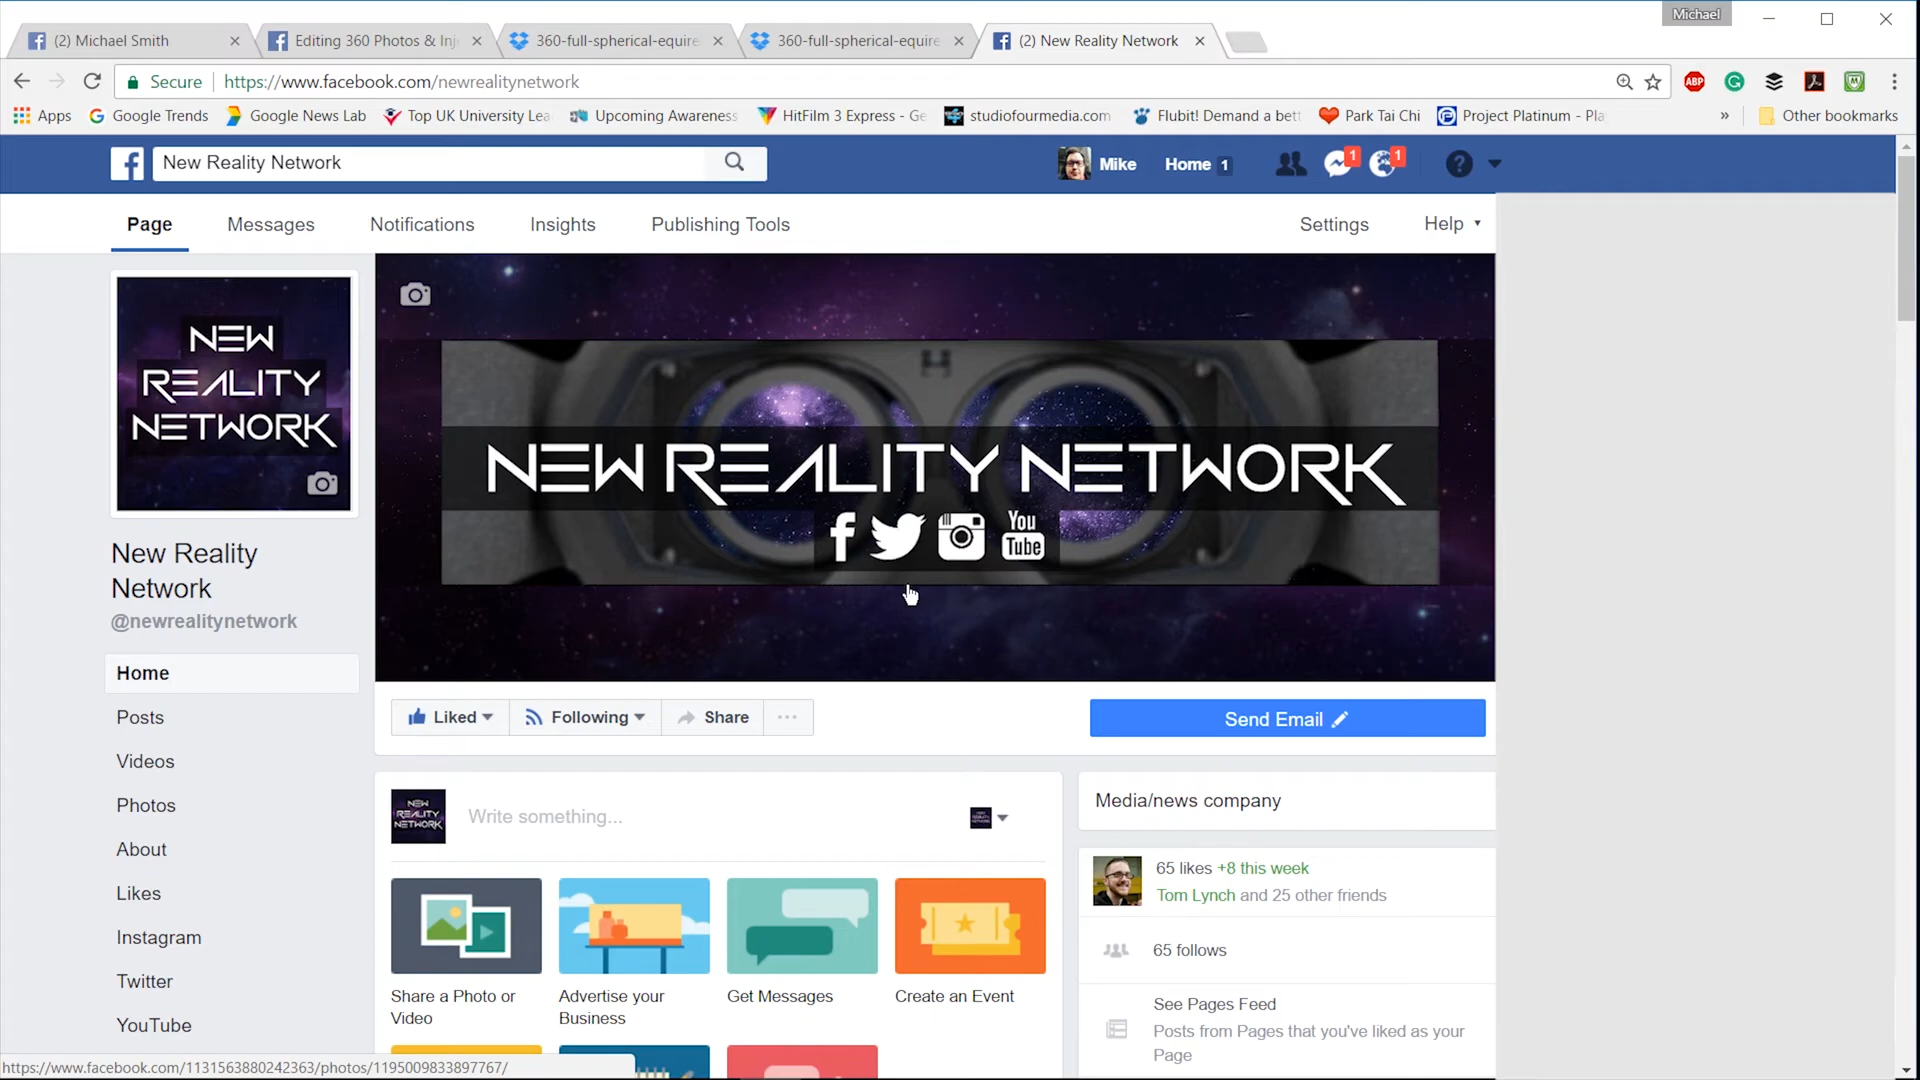 Michael
(2) Michael Smith
Editing 360 Photos & Inj
360-full-spherical-equire
360-full-spherical-equire
(2) New Reality Network
Secure
https://www.facebook.com/newrealitynetwork
ABP
Apps
Google Trends
Google News Lab
Top UK University Lea
Upcoming Awareness
HitFilm 3 Express - Ge
studiofourmedia.com
Flubit! Demand a bett
Park Tai Chi
Project Platinum - Pla
»
Other bookmarks
New Reality Network
Mike
Home 1
1
1
?
Page
Messages
Notifications
Insights
Publishing Tools
Settings
Help
NEW
REALITY
NETWORK
NEW REALITY NETWORK
You
Tube
New Reality
Network
@newrealitynetwork
Home
Posts
Videos
Photos
About
Likes
Instagram
Twitter
YouTube
Liked
Following
Share
...
Send Email
NEW
REALITY
NETWORK
Write something...
Share a Photo or
Video
Advertise your
Business
Get Messages
Create an Event
Media/news company
65 likes +8 this week
Tom Lynch and 25 other friends
65 follows
See Pages Feed
Posts from Pages that you've liked as your
Page
https://www.facebook.com/1131563880242363/photos/1195009833897767/